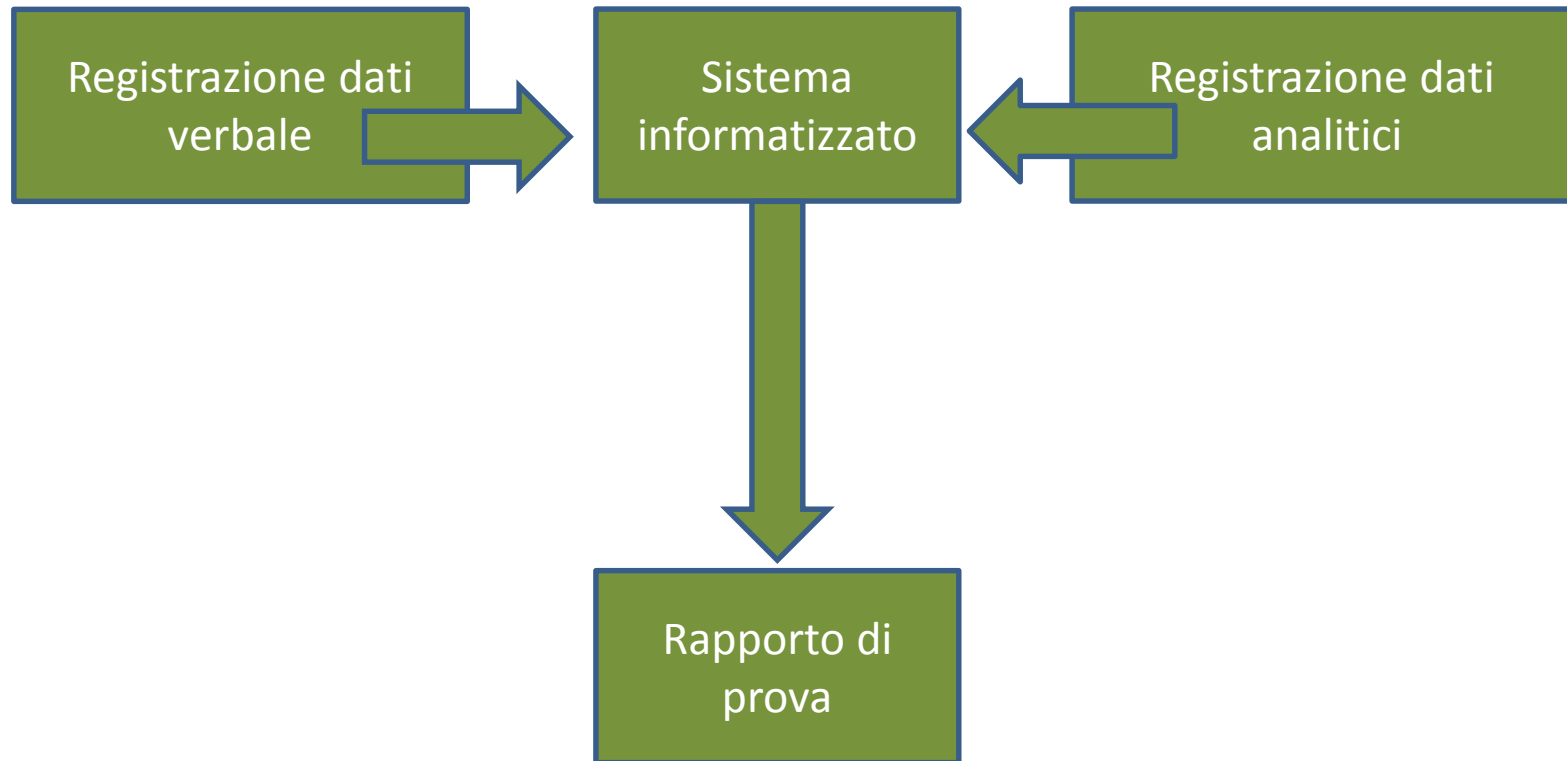 Registrazione dati
verbale
Sistema
informatizzato
Registrazione dati
analitici
Rapporto di
prova